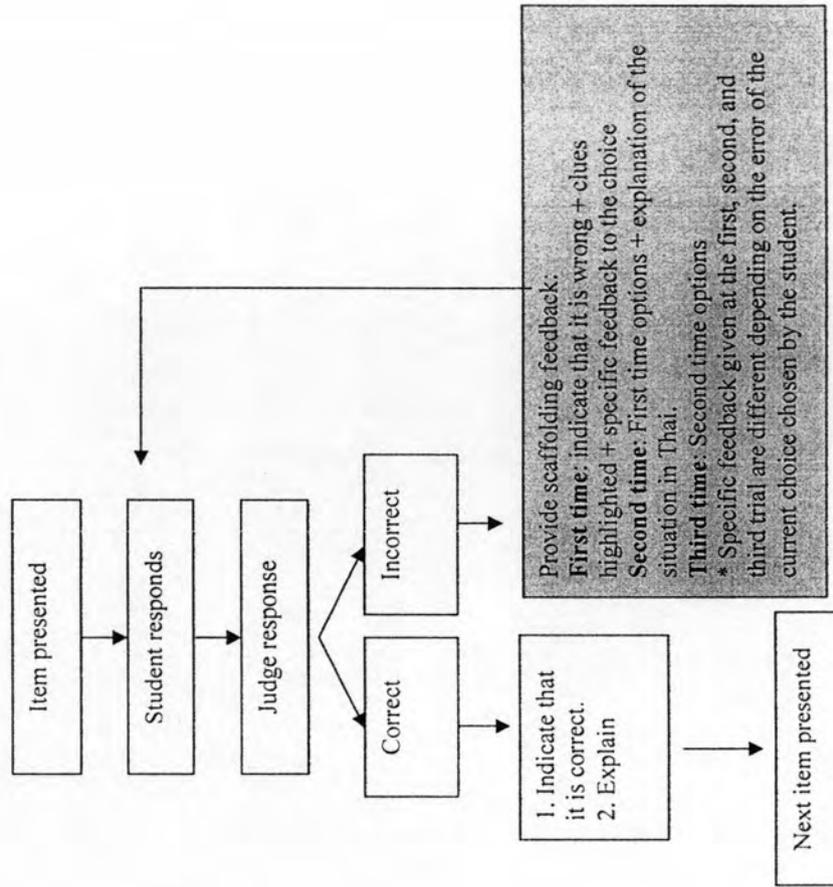 Item presented
Student responds
Judge response
Correct
Incorrect
1. Indicate that
it is correct.
2. Explain
Provide scaffolding feedback:
First time: indicate that it is wrong + clues
highlighted + specific feedback to the choice
Second time: First time options + explanation of the
situation in Thai.
Third time: Second time options
* Specific feedback given at the first, second, and
third trial are different depending on the error of the
current choice chosen by the student.
Next item presented